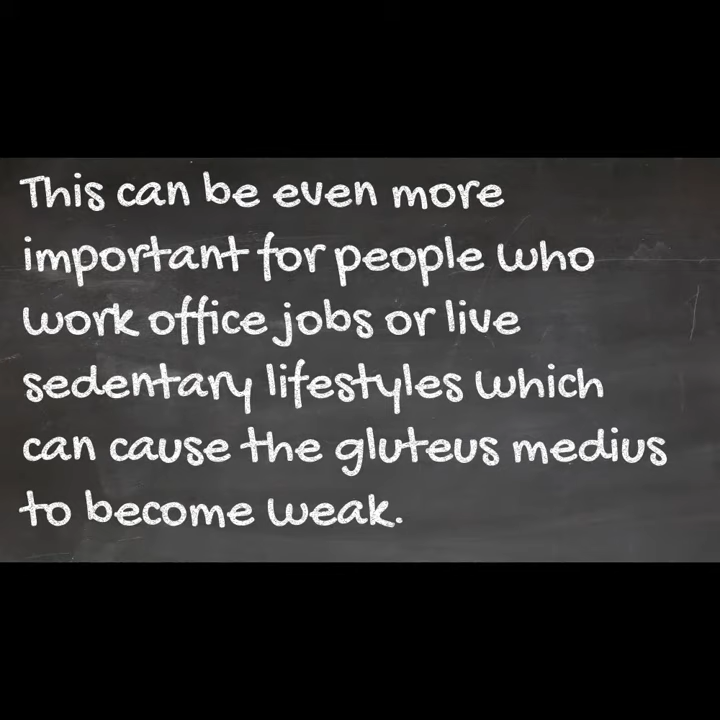 This can be even more
important for people who
work office jobs or live
sedentary lifestyles which
can cause the gluteus medius
to become weak.